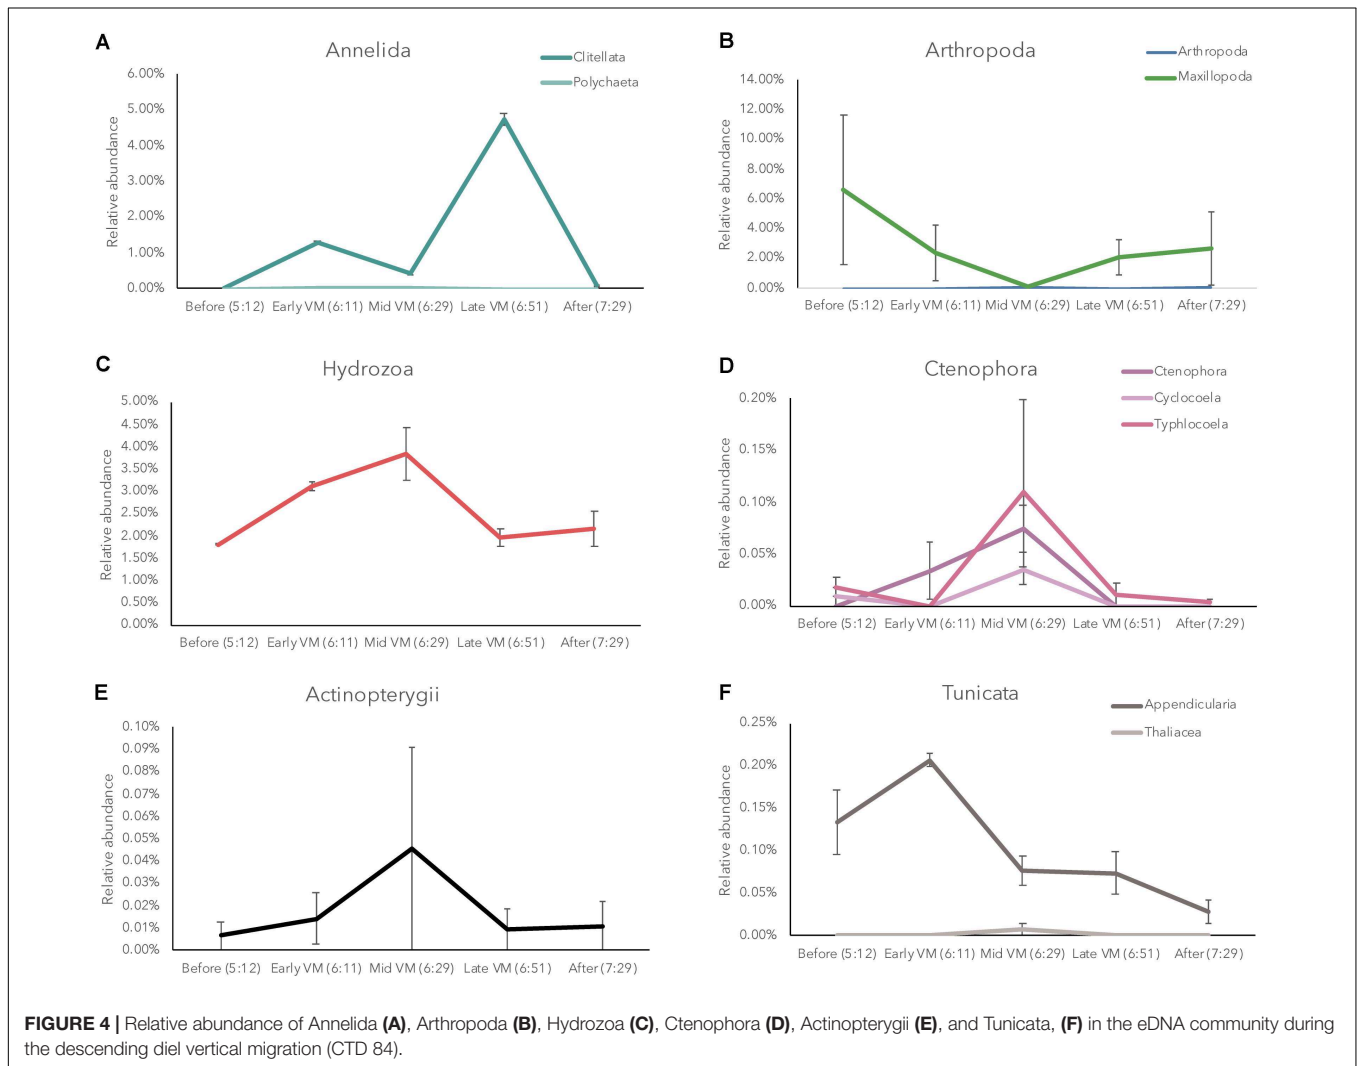 A
Annelida
Clitellata
Polychaeta
Relative abundance
6.00%
5.00%
4.00%
3.00%
2.00%
1.00%
0.00%
Before (5:12) Early VM (6:11) Mid VM (6:29) Late VM (6:51) After (7:29)
B
Arthropoda
Arthropoda
Maxillopoda
Relative abundance
14.00%
12.00%
10.00%
8.00%
6.00%
4.00%
2.00%
0.00%
Before (5:12) Early VM (6:11) Mid VM (6:29) Late VM (6:51) After (7:29)
C
Hydrozoa
Relative abundance
5.00%
4.50%
4.00%
3.50%
3.00%
2.50%
2.00%
1.50%
1.00%
0.50%
0.00%
Before (5:12) Early VM (6:11) Mid VM (6:29) Late VM (6:51) After (7:29)
D
Ctenophora
Ctenophora
Cyclocoela
Typhlocoela
Relative abundance
0.20%
0.15%
0.10%
0.05%
0.00%
Before (5:12) Early VM (6:11) Mid VM (6:29) Late VM (6:51) After (7:29)
E
Actinopterygii
Relative abundance
0.10%
0.09%
0.08%
0.07%
0.06%
0.05%
0.04%
0.03%
0.02%
0.01%
0.00%
Before (5:12) Early VM (6:11) Mid VM (6:29) Late VM (6:51) After (7:29)
F
Tunicata
Appendicularia
Thaliacea
Relative abundance
0.25%
0.20%
0.15%
0.10%
0.05%
0.00%
Before (5:12) Early VM (6:11) Mid VM (6:29) Late VM (6:51) After (7:29)
FIGURE 4 | Relative abundance of Annelida (A), Arthropoda (B), Hydrozoa (C), Ctenophora (D), Actinopterygii (E), and Tunicata, (F) in the eDNA community during
the descending diel vertical migration (CTD 84).